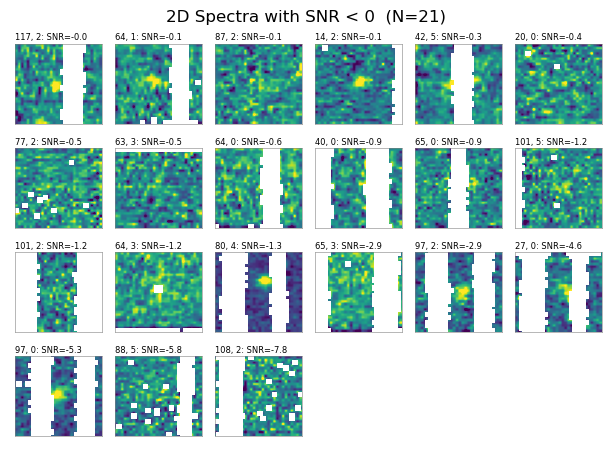 2D Spectra with SNR < 0  (N=21)
117, 2: SNR=-0.0
64, 1: SNR=-0.1
87, 2: SNR=-0.1
14, 2: SNR=-0.1
42, 5: SNR=-0.3
20, 0: SNR=-0.4
77, 2: SNR=-0.5
63, 3: SNR=-0.5
64, 0: SNR=-0.6
40, 0: SNR=-0.9
65, 0: SNR=-0.9
101, 5: SNR=-1.2
101, 2: SNR=-1.2
64, 3: SNR=-1.2
80, 4: SNR=-1.3
65, 3: SNR=-2.9
97, 2: SNR=-2.9
27, 0: SNR=-4.6
97, 0: SNR=-5.3
88, 5: SNR=-5.8
108, 2: SNR=-7.8